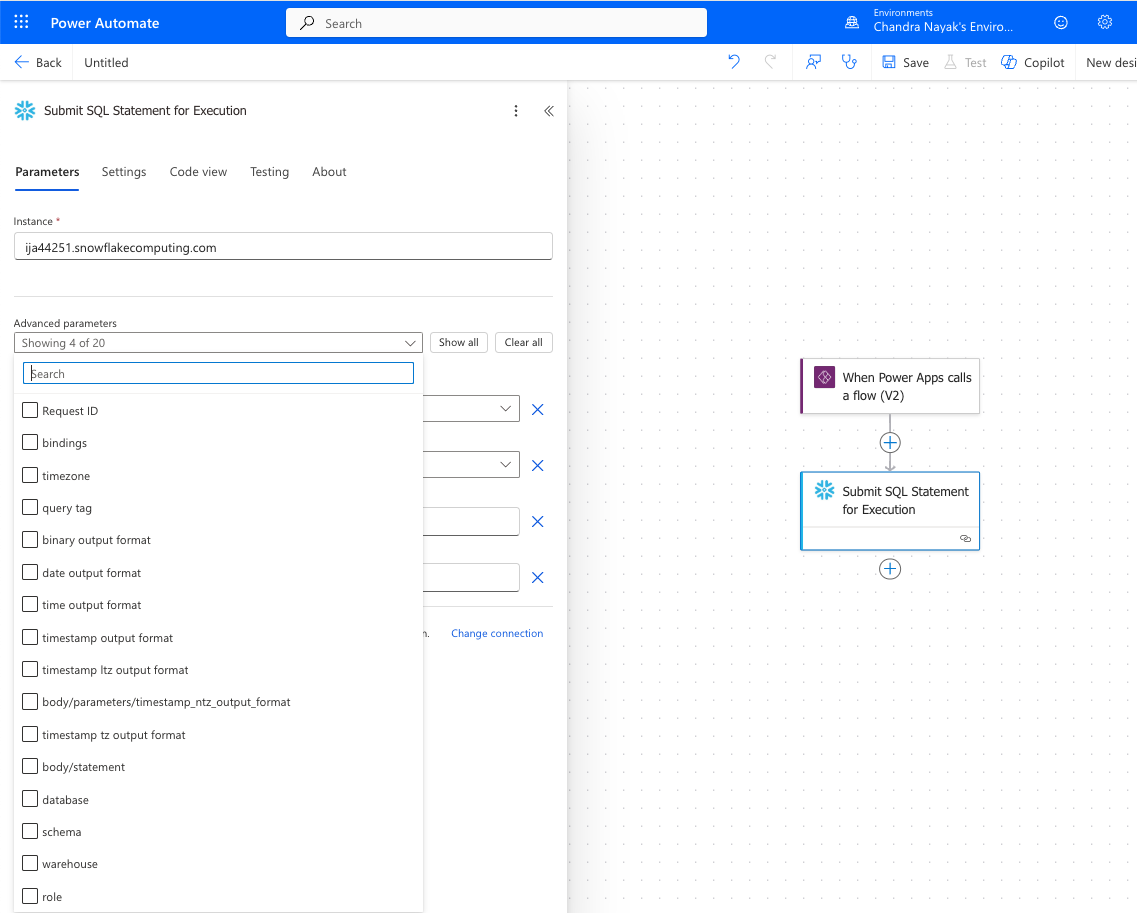 Power Automate
Search
Environments
Chandra Nayak's Enviro...
Back
Untitled
Save
Test
Copilot
New desi
Submit SQL Statement for Execution
Parameters
Settings
Code view
Testing
About
Instance *
ija44251.snowflakecomputing.com
Advanced parameters
Showing 4 of 20
Show all
Clear all
Search
Request ID
bindings
timezone
query tag
binary output format
date output format
time output format
timestamp output format
timestamp ltz output format
body/parameters/timestamp_ntz_output_format
timestamp tz output format
body/statement
database
schema
warehouse
role
n.
Change connection
When Power Apps calls
a flow (V2)
Submit SQL Statement
for Execution